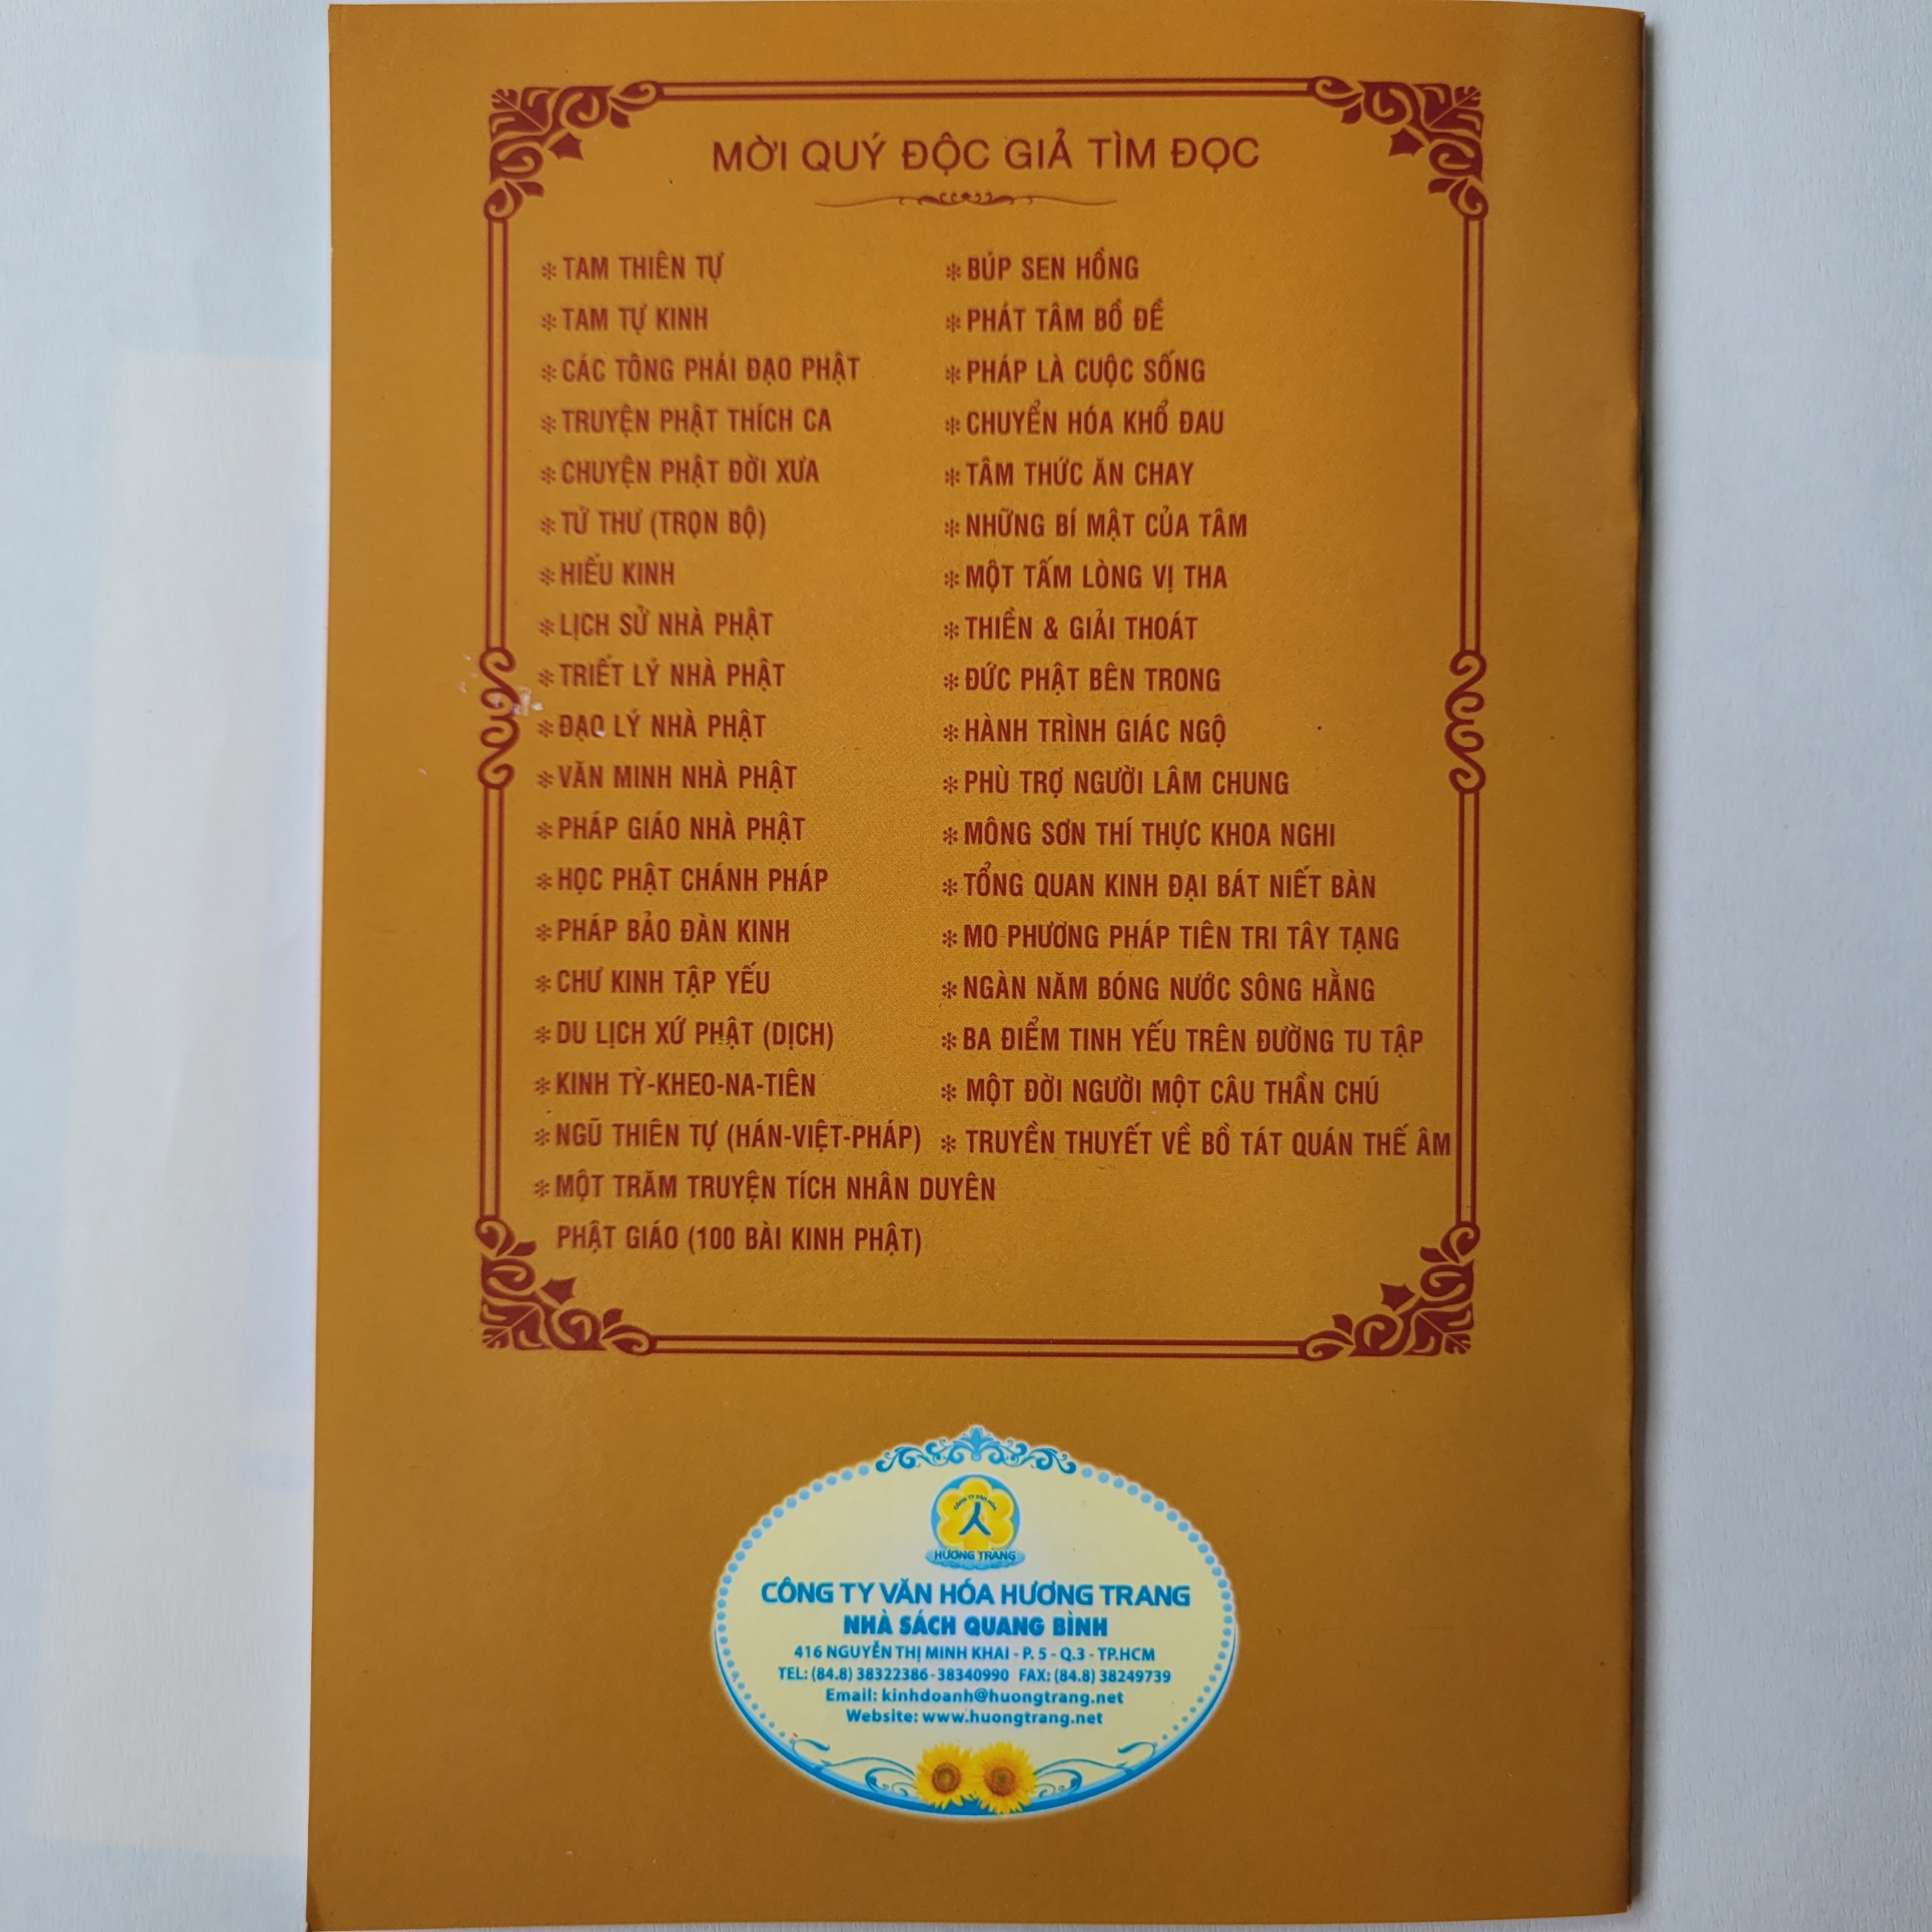 MỜI QUÝ ĐỘC GIẢ TÌM ĐỌC
* TAM THIÊN TỰ
* TAM TỰ KINH
* CÁC TÔNG PHÁI ĐẠO PHẬT
* TRUYỆN PHẬT THÍCH CA
* CHUYỆN PHẬT ĐỜI XƯA
* TỨ THƯ (TRỌN BỘ)
* HIẾU KINH
* LỊCH SỬ NHÀ PHẬT
* TRIẾT LÝ NHÀ PHẬT
* ĐẠO LÝ NHÀ PHẬT
* VĂN MINH NHÀ PHẬT
* PHÁP GIÁO NHÀ PHẬT
* HỌC PHẬT CHÁNH PHÁP
* PHÁP BẢO ĐÀN KINH
* CHƯ KINH TẬP YẾU
* DU LỊCH XỨ PHẬT (DỊCH)
* KINH TỲ-KHEO-NA-TIÊN
* NGŨ THIÊN TỰ (HÁN-VIỆT-PHÁP)
* MỘT TRĂM TRUYỆN TÍCH NHÂN DUYÊN
PHẬT GIÁO (100 BÀI KINH PHẬT)
* BÚP SEN HỒNG
* PHÁT TÂM BỒ ĐỀ
* PHÁP LÀ CUỘC SỐNG
* CHUYỂN HÓA KHỔ ĐAU
* TÂM THỨC ĂN CHAY
* NHỮNG BÍ MẬT CỦA TÂM
* MỘT TẤM LÒNG VỊ THA
* THIỀN & GIẢI THOÁT
* ĐỨC PHẬT BÊN TRONG
* HÀNH TRÌNH GIÁC NGỘ
* PHÙ TRỢ NGƯỜI LÂM CHUNG
* MÔNG SƠN THÍ THỰC KHOA NGHI
* TỔNG QUAN KINH ĐẠI BÁT NIẾT BÀN
* MO PHƯƠNG PHÁP TIÊN TRI TÂY TẠNG
* NGÀN NĂM BÓNG NƯỚC SÔNG HẰNG
* BA ĐIỂM TINH YẾU TRÊN ĐƯỜNG TU TẬP
* MỘT ĐỜI NGƯỜI MỘT CÂU THẦN CHÚ
* TRUYỀN THUYẾT VỀ BỒ TÁT QUÁN THẾ ÂM
CÔNG TY VĂN HÓA
HƯƠNG TRANG
CÔNG TY VĂN HÓA HƯƠNG TRANG
NHÀ SÁCH QUANG BÌNH
416 NGUYỄN THỊ MINH KHAI - P. 5 - Q.3 - TP.HCM
TEL: (84.8) 38322386 - 38340990 FAX: (84.8) 38249739
Email: kinhdoanh@huongtrang.net
Website: www.huongtrang.net